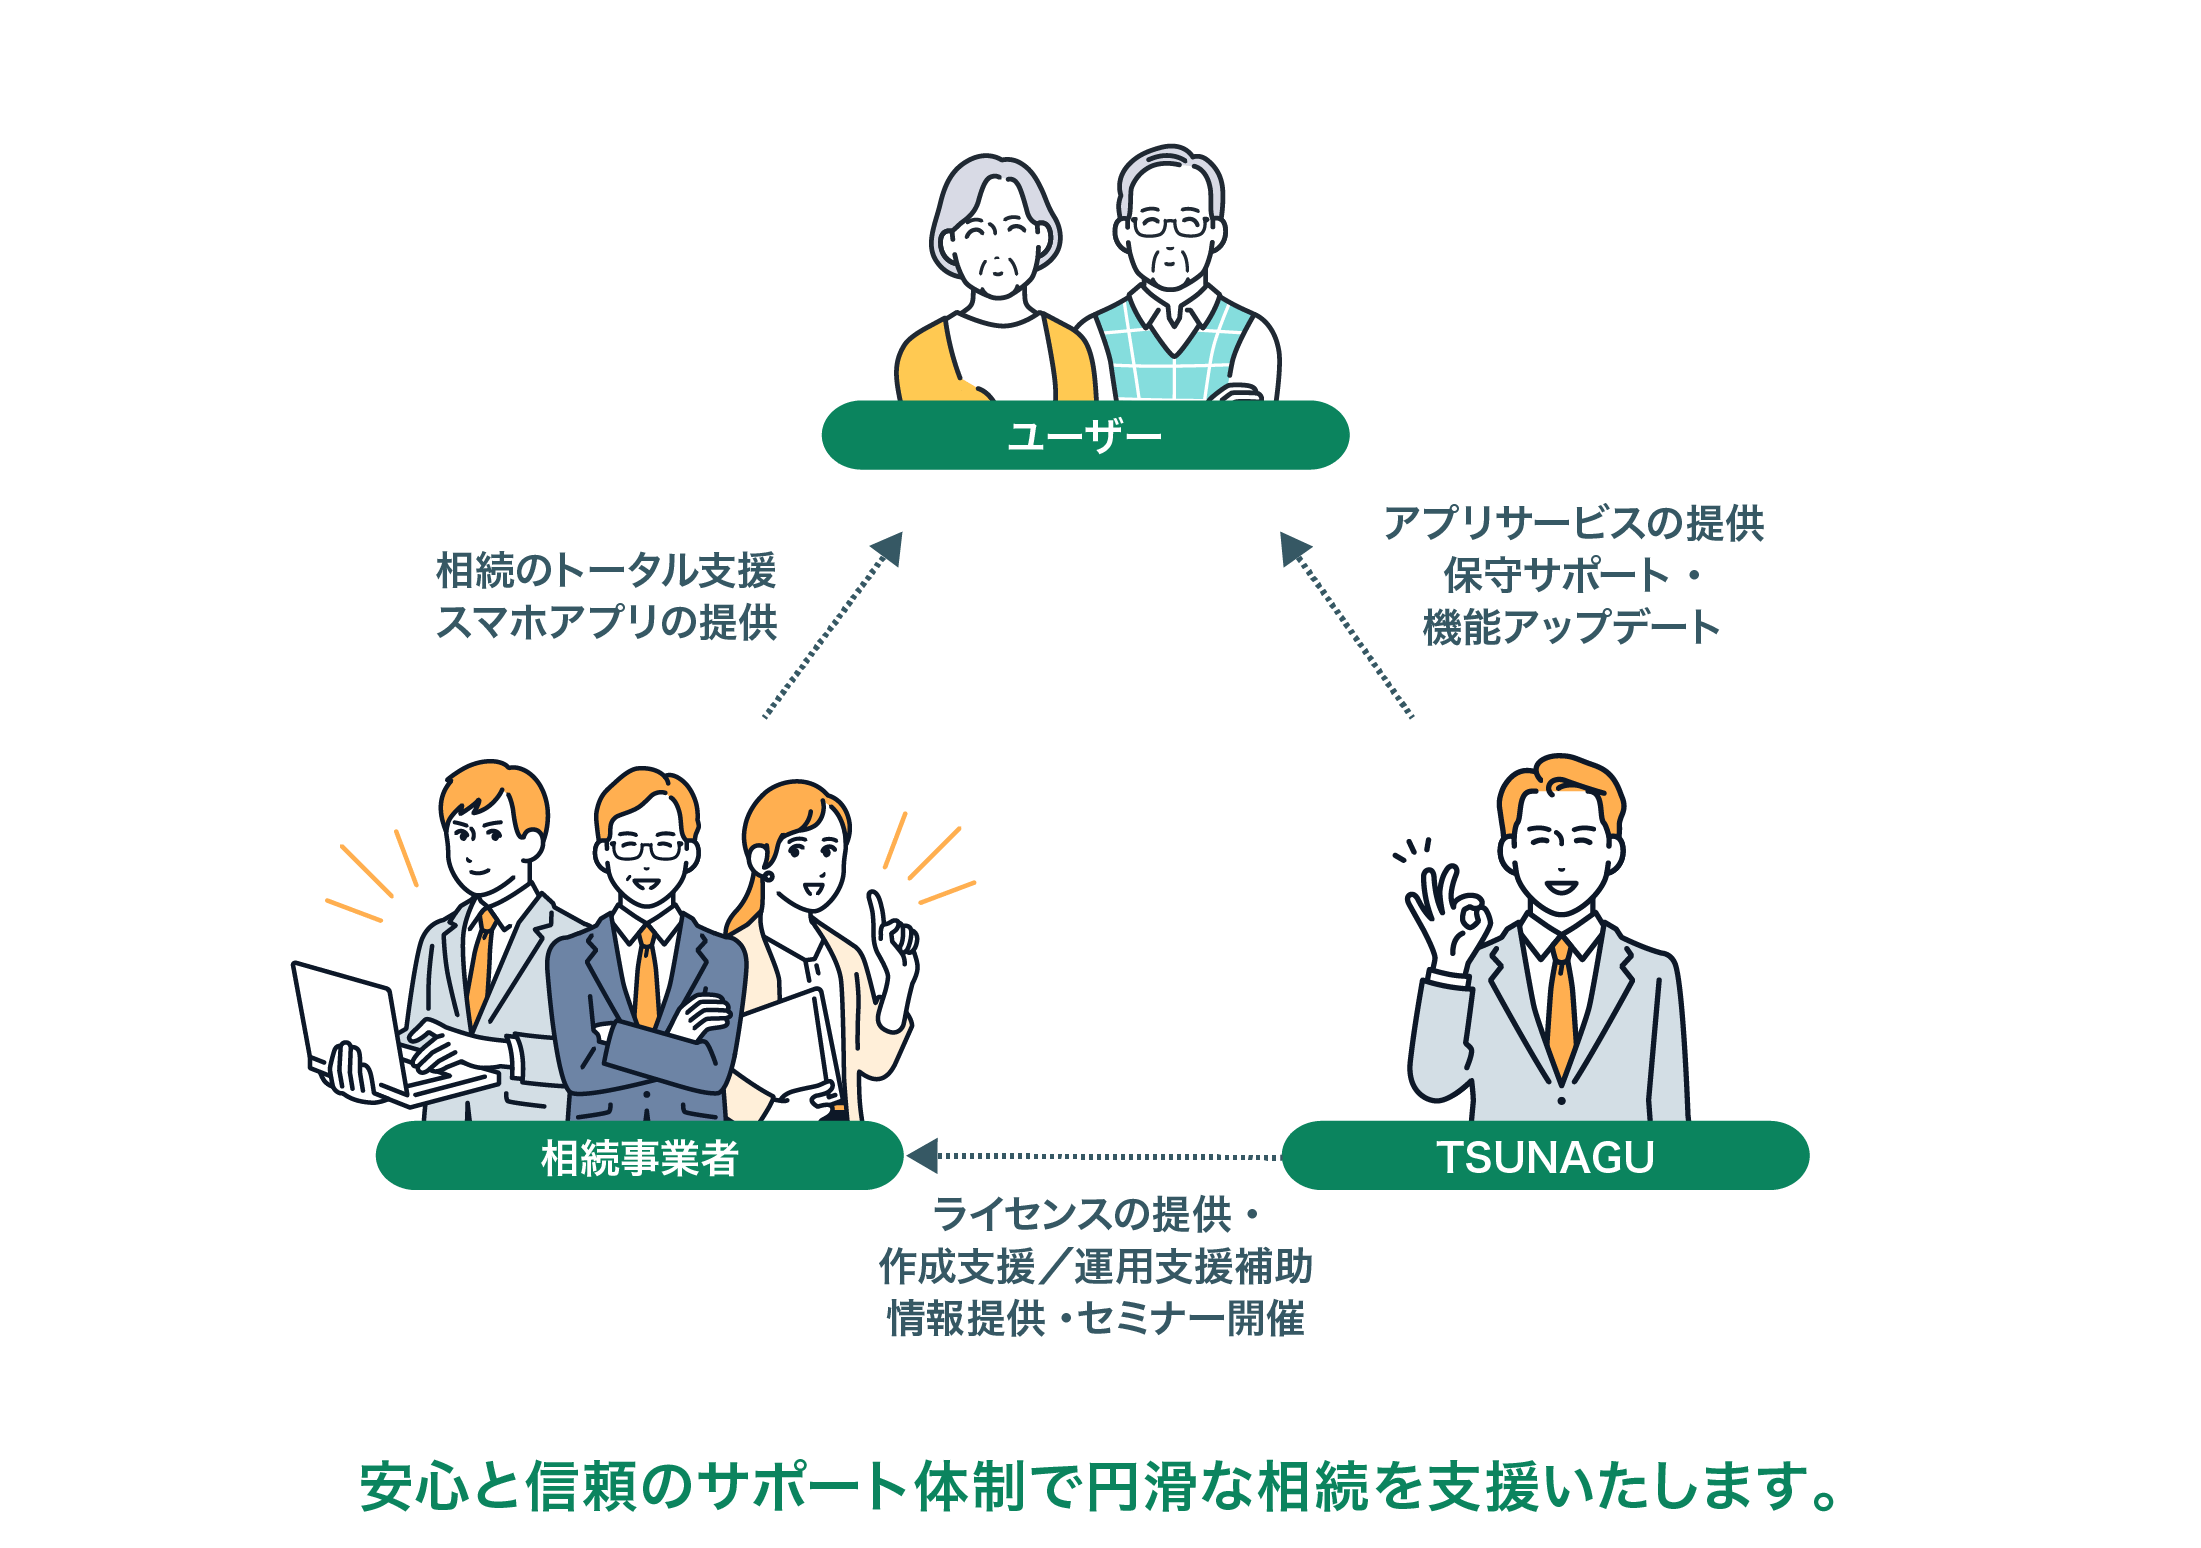 ユーザー
相続のトータル支援
スマホアプリの提供
アプリサービスの提供
保守サポート・
機能アップデート
相続事業者
TSUNAGU
ライセンスの提供・
作成支援／運用支援補助
情報提供・セミナー開催
安心と信頼のサポート体制で円滑な相続を支援いたします。